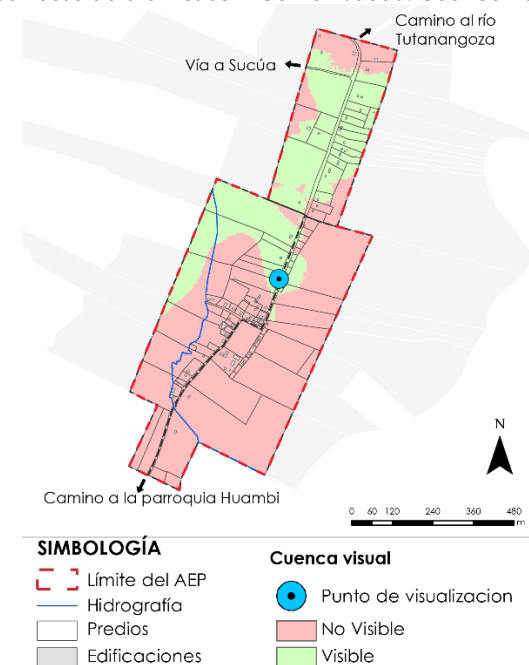 Camino al río
Tutanangoza
Vía a Sucúa
N
Camino a la parroquia Huambi
0 60 120 240 360 480
m
SIMBOLOGÍA
Límite del AEP
Hidrografía
Predios
Edificaciones
Cuenca visual
Punto de visualizacion
No Visible
Visible